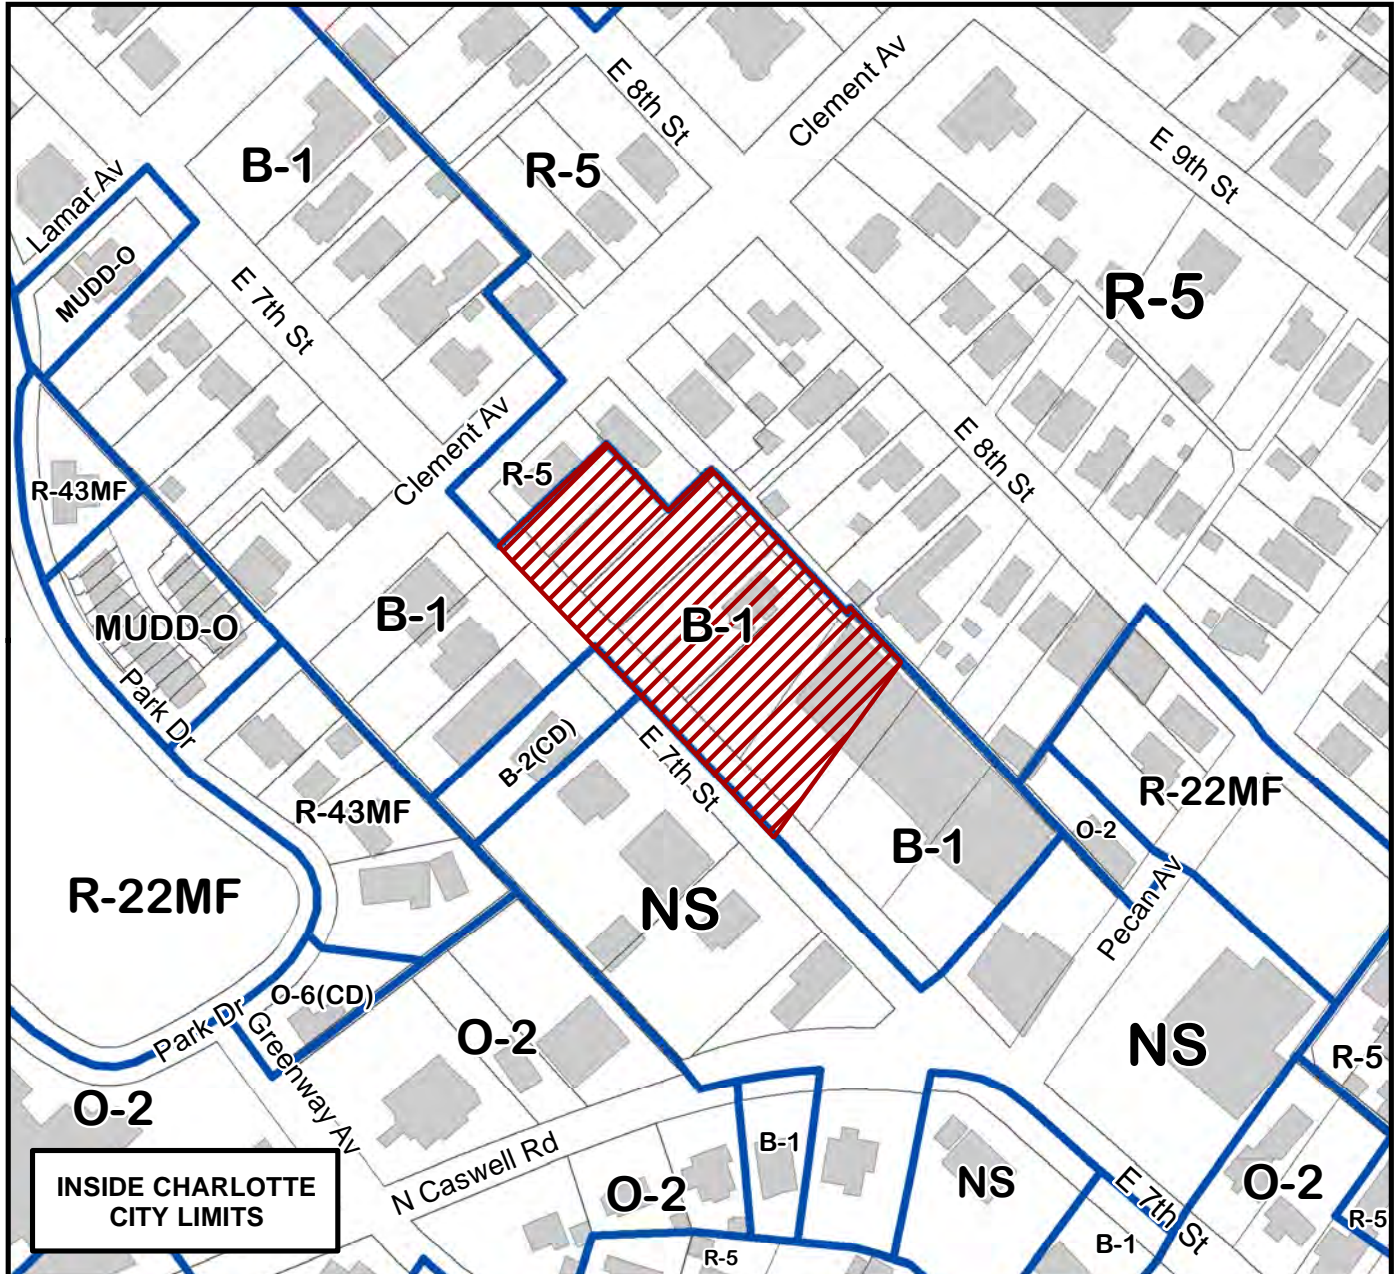 Clement Av
E 8th St
E 9th St
B-1
R-5
Lamar Av
MUDD-O
E 7th St
R-5
Clement Av
E 8th St
R-5
R-43MF
B-1
B-1
MUDD-O
Park Dr
B-2(CD)
E 7th St
R-22MF
R-43MF
O-2
B-1
R-22MF
NS
Pecan Av
O-6(CD)
Park Dr
Greenway Av
O-2
NS
R-5
O-2
N Caswell Rd
B-1
O-2
NS
E 7th St
O-2
R-5
B-1
R-5
INSIDE CHARLOTTE
CITY LIMITS